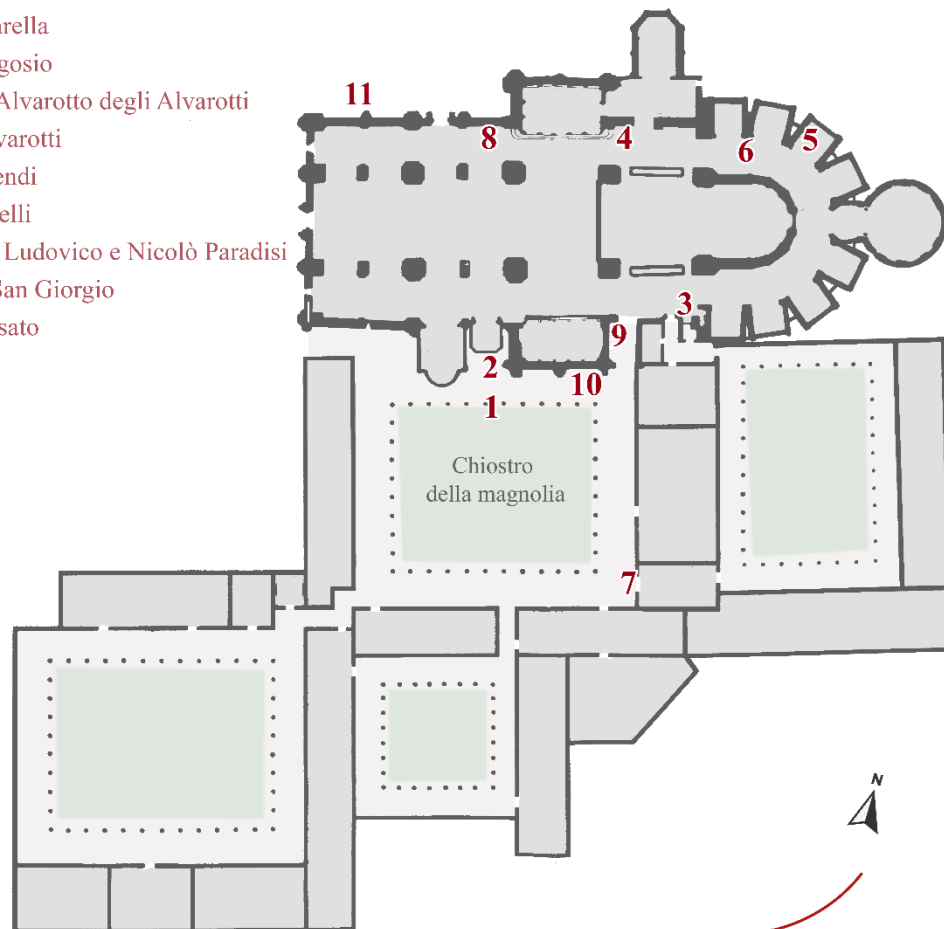 arella
gosio
Alvarotto degli Alvarotti
varotti
endi
elli
Ludovico e Nicolò Paradisi
San Giorgio
sato
11
8
4
6
5
3
9
2
10
1
Chiostro
della magnolia
7
N